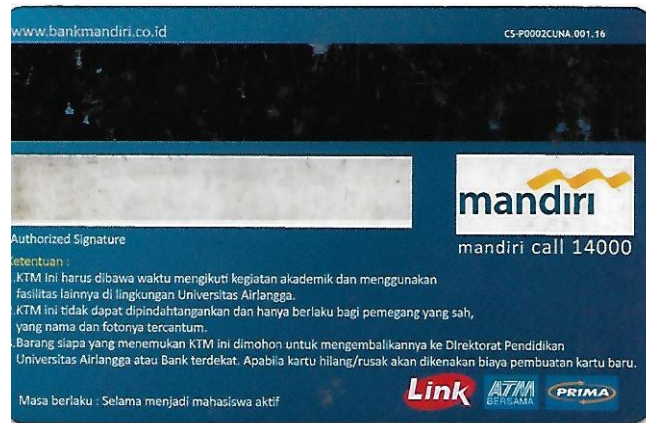 www.bankmandiri.co.id
CS-P0002CUNA.001.16
mandiri
Authorized Signature
mandiri call 14000
Ketentuan :
.KTM Ini harus dibawa waktu mengikuti kegiatan akademik dan menggunakan
fasilitas lainnya di lingkungan Universitas Airlangga.
.KTM ini tidak dapat dipindahtangankan dan hanya berlaku bagi pemegang yang sah,
yang nama dan fotonya tercantum.
.Barang siapa yang menemukan KTM ini dimohon untuk mengembalikannya ke DIrektorat Pendidikan
Universitas Airlangga atau Bank terdekat. Apabila kartu hilang/rusak akan dikenakan biaya pembuatan kartu baru.
Masa berlaku : Selama menjadi mahasiswa aktif
Link
ATM
BERSAMA
PRIMA